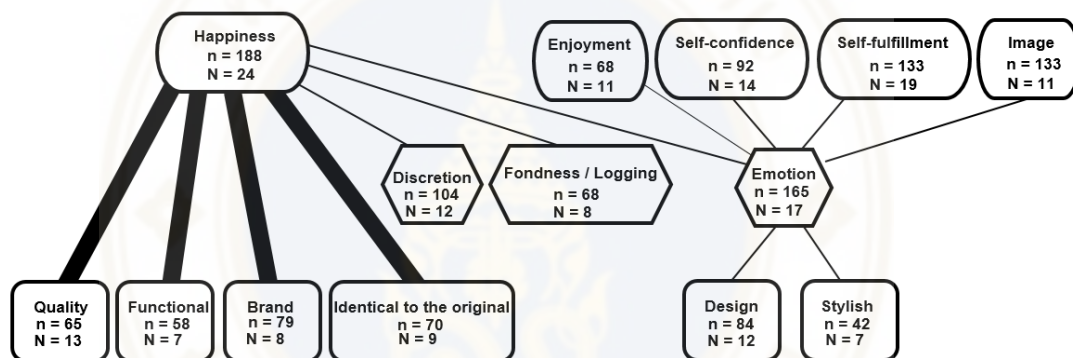 Happiness
n = 188
N = 24
Enjoyment
n = 68
N = 11
Self-confidence
n = 92
N = 14
Self-fulfillment
n = 133
N = 19
Image
n = 133
N = 11
Discretion
n = 104
N = 12
Fondness / Logging
n = 68
N = 8
Emotion
n = 165
N = 17
Quality
n = 65
N = 13
Functional
n = 58
N = 7
Brand
n = 79
N = 8
Identical to the original
n = 70
N = 9
Design
n = 84
N = 12
Stylish
n = 42
N = 7